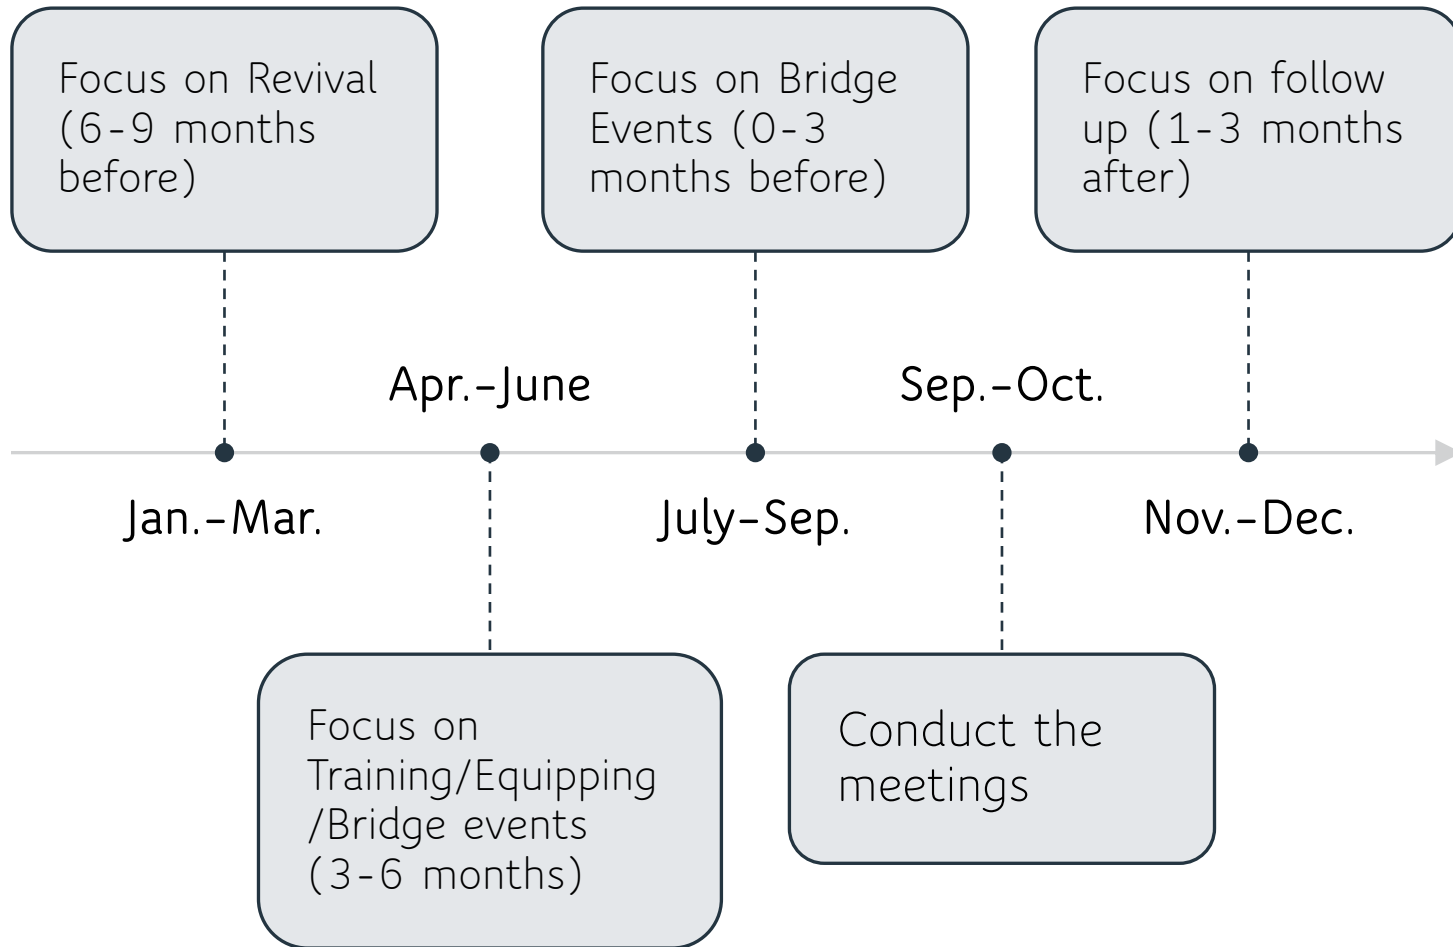 Focus on Revival
(6-9 months
before)
Focus on Bridge
Events (0-3
months before)
Focus on follow
up (1-3 months
after)
Apr.–June
Sep.–Oct.
Jan.–Mar.
July–Sep.
Nov.–Dec.
Focus on
Training/Equipping
/Bridge events
(3-6 months)
Conduct the
meetings